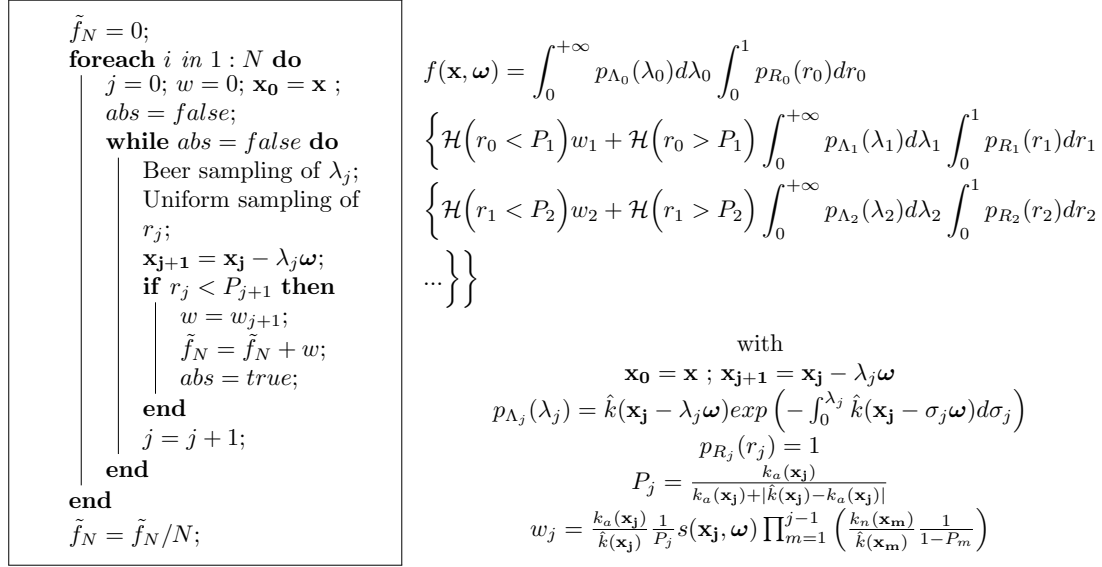 f̃_N = 0;
foreach i in 1 : N do
j = 0; w = 0; x_0 = x ;
abs = false;
while abs = false do
Beer sampling of λ_j;
Uniform sampling of
r_j;
x_{j+1} = x_j − λ_j ω;
if r_j < P_{j+1} then
w = w_{j+1};
f̃_N = f̃_N + w;
abs = true;
end
j = j + 1;
end
end
f̃_N = f̃_N/N;
f(x, ω) = ∫_0^{+∞} p_{Λ_0}(λ_0)dλ_0 ∫_0^1 p_{R_0}(r_0)dr_0
{H(r_0 < P_1)w_1 + H(r_0 > P_1) ∫_0^{+∞} p_{Λ_1}(λ_1)dλ_1 ∫_0^1 p_{R_1}(r_1)dr_1
{H(r_1 < P_2)w_2 + H(r_1 > P_2) ∫_0^{+∞} p_{Λ_2}(λ_2)dλ_2 ∫_0^1 p_{R_2}(r_2)dr_2
...}}
with
x_0 = x ; x_{j+1} = x_j − λ_j ω
p_{Λ_j}(λ_j) = k̂(x_j − λ_j ω)exp(−∫_0^{λ_j} k̂(x_j − σ_j ω)dσ_j)
p_{R_j}(r_j) = 1
P_j = k_a(x_j) / (k_a(x_j)+|k̂(x_j)−k_a(x_j)|)
w_j = (k_a(x_j) / k̂(x_j)) (1 / P_j) s(x_j, ω) ∏_{m=1}^{j−1} ((k_n(x_m) / k̂(x_m)) (1 / (1−P_m)))